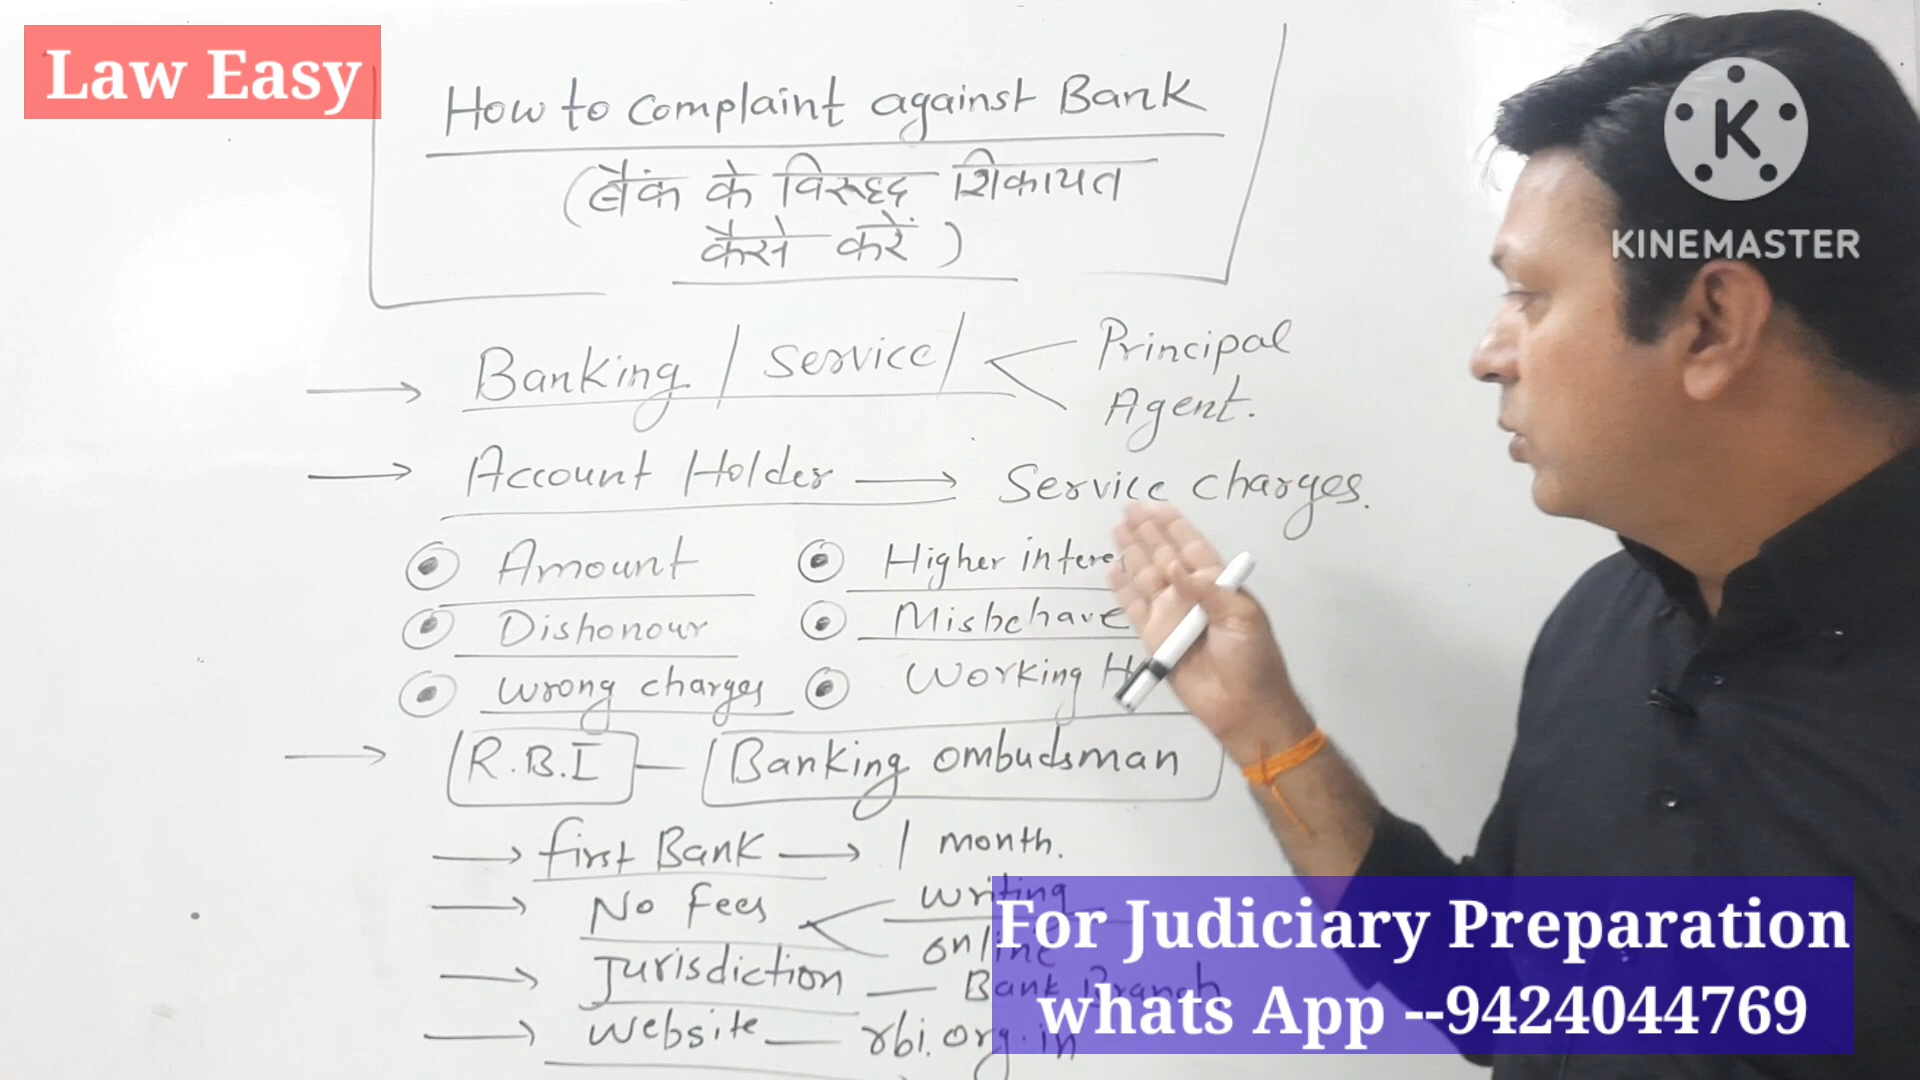 Law Easy
How to complaint against Bank
(बैंक के विरूद्द शिकायत
कैसे करें)
K
KINEMASTER
→ Banking / Service / Principal
Agent.
→ Account Holder → Service charges.
Amount
Higher
Dishonour
Misbehave
Wrong charges
Working
→ R.B.I — Banking ombudsman
→ first Bank → 1 month.
→ No fees writing
online
→ Jurisdiction — Bank Branch
→ website — rbi.org.in
For Judiciary Preparation
whats App --9424044769